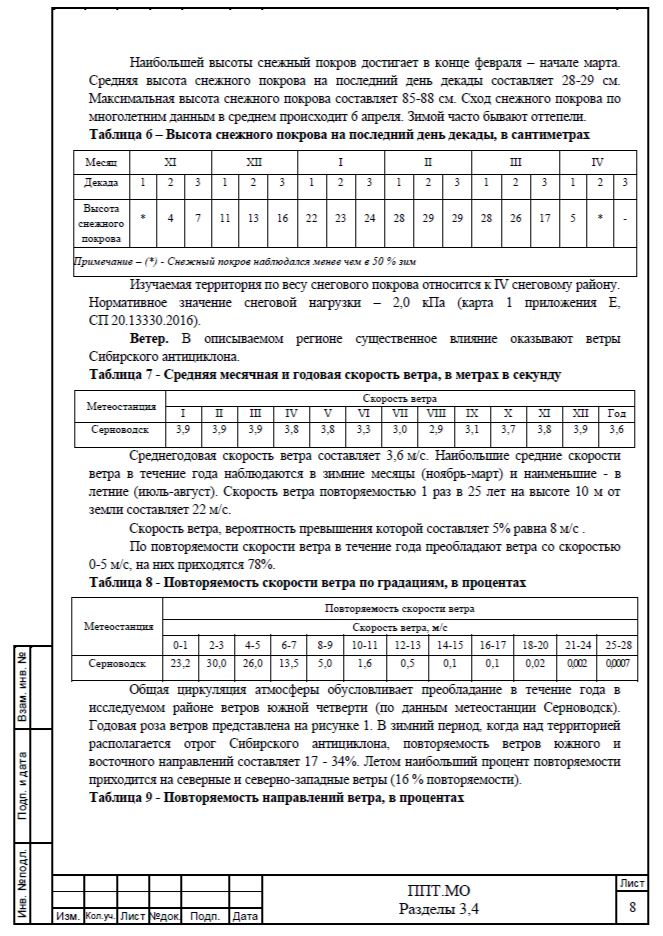 Наибольшей высоты снежный покров достигает в конце февраля – начале марта.
Средняя высота снежного покрова на последний день декады составляет 28-29 см.
Максимальная высота снежного покрова составляет 85-88 см. Сход снежного покрова по
многолетним данным в среднем происходит 6 апреля. Зимой часто бывают оттепели.
Таблица 6 – Высота снежного покрова на последний день декады, в сантиметрах
Месяц XI XII I II III IV
Декада 1 2 3 1 2 3 1 2 3 1 2 3 1 2 3 1 2 3
Высота снежного покрова * 4 7 11 13 16 22 23 24 28 29 29 28 26 17 5 * -
Примечание – (*) - Снежный покров наблюдался менее чем в 50 % зим
Изучаемая территория по весу снегового покрова относится к IV снеговому району.
Нормативное значение снеговой нагрузки – 2,0 кПа (карта 1 приложения Е,
СП 20.13330.2016).
Ветер. В описываемом регионе существенное влияние оказывают ветры
Сибирского антициклона.
Таблица 7 - Средняя месячная и годовая скорость ветра, в метрах в секунду
Метеостанция Скорость ветра
I II III IV V VI VII VIII IX X XI XII Год
Серноводск 3,9 3,9 3,9 3,8 3,8 3,3 3,0 2,9 3,1 3,7 3,8 3,9 3,6
Среднегодовая скорость ветра составляет 3,6 м/с. Наибольшие средние скорости
ветра в течение года наблюдаются в зимние месяцы (ноябрь-март) и наименьшие - в
летние (июль-август). Скорость ветра повторяемостью 1 раз в 25 лет на высоте 10 м от
земли составляет 22 м/с.
Скорость ветра, вероятность превышения которой составляет 5% равна 8 м/с .
По повторяемости скорости ветра в течение года преобладают ветра со скоростью
0-5 м/с, на них приходятся 78%.
Таблица 8 - Повторяемость скорости ветра по градациям, в процентах
Метеостанция Повторяемость скорости ветра
Скорость ветра, м/с
0-1 2-3 4-5 6-7 8-9 10-11 12-13 14-15 16-17 18-20 21-24 25-28
Серноводск 23,2 30,0 26,0 13,5 5,0 1,6 0,5 0,1 0,1 0,02 0,002 0,0007
Общая циркуляция атмосферы обусловливает преобладание в течение года в
исследуемом районе ветров южной четверти (по данным метеостанции Серноводск).
Годовая роза ветров представлена на рисунке 1. В зимний период, когда над территорией
располагается отрог Сибирского антициклона, повторяемость ветров южного и
восточного направлений составляет 17 - 34%. Летом наибольший процент повторяемости
приходится на северные и северно-западные ветры (16 % повторяемости).
Таблица 9 - Повторяемость направлений ветра, в процентах
Взам. инв. №
Подп. и дата
Инв. №подл.
Изм. Кол.уч. Лист №док. Подп. Дата
ППТ.МО
Разделы 3,4
Лист
8